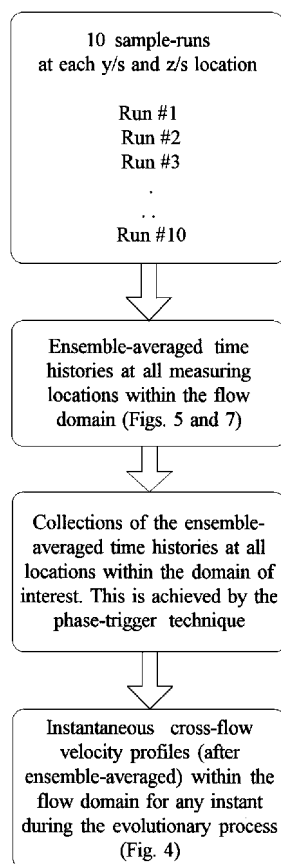 10 sample-runs
at each y/s and z/s location
Run #1
Run #2
Run #3
.
. .
Run #10
Ensemble-averaged time
histories at all measuring
locations within the flow
domain (Figs. 5 and 7)
Collections of the ensemble-
averaged time histories at all
locations within the domain of
interest. This is achieved by the
phase-trigger technique
Instantaneous cross-flow
velocity profiles (after
ensemble-averaged) within the
flow domain for any instant
during the evolutionary process
(Fig. 4)